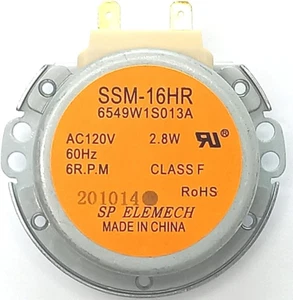 SSM-16HR
6549W1S013A
AC120V 2.8W
60Hz
6R.P.M CLASS F
RoHS
201014
SP ELEMECH
MADE IN CHINA